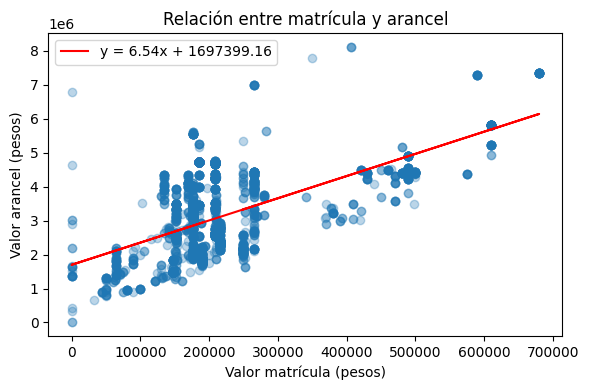 Relación entre matrícula y arancel
1e6
y = 6.54x + 1697399.16
8
7
6
5
4
3
2
1
0
Valor arancel (pesos)
0 100000 200000 300000 400000 500000 600000 700000
Valor matrícula (pesos)